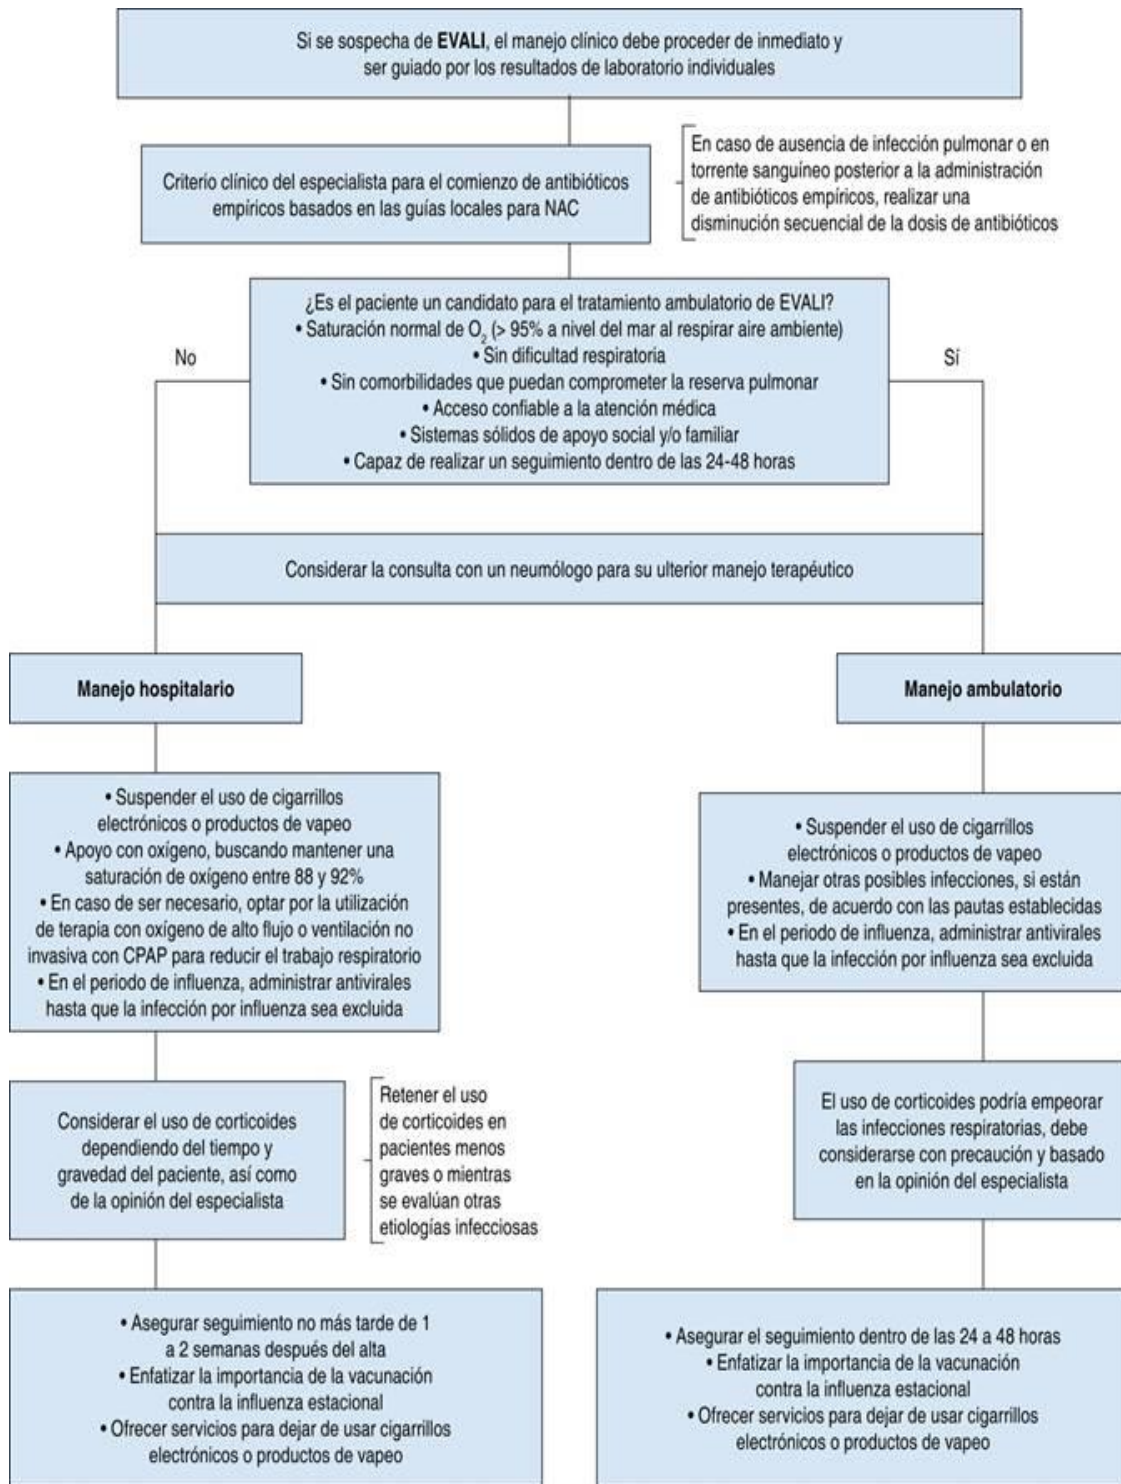 Si se sospecha de EVALI, el manejo clínico debe proceder de inmediato y
ser guiado por los resultados de laboratorio individuales
Criterio clínico del especialista para el comienzo de antibióticos
empíricos basados en las guías locales para NAC
En caso de ausencia de infección pulmonar o en
torrente sanguíneo posterior a la administración
de antibióticos empíricos, realizar una
disminución secuencial de la dosis de antibióticos
¿Es el paciente un candidato para el tratamiento ambulatorio de EVALI?
• Saturación normal de O₂ (> 95% a nivel del mar al respirar aire ambiente)
• Sin dificultad respiratoria
• Sin comorbilidades que puedan comprometer la reserva pulmonar
• Acceso confiable a la atención médica
• Sistemas sólidos de apoyo social y/o familiar
• Capaz de realizar un seguimiento dentro de las 24-48 horas
No
Sí
Considerar la consulta con un neumólogo para su ulterior manejo terapéutico
Manejo hospitalario
• Suspender el uso de cigarrillos
electrónicos o productos de vapeo
• Apoyo con oxígeno, buscando mantener una
saturación de oxígeno entre 88 y 92%
• En caso de ser necesario, optar por la utilización
de terapia con oxígeno de alto flujo o ventilación no
invasiva con CPAP para reducir el trabajo respiratorio
• En el periodo de influenza, administrar antivirales
hasta que la infección por influenza sea excluida
Considerar el uso de corticoides
dependiendo del tiempo y
gravedad del paciente, así como
de la opinión del especialista
Retener el uso
de corticoides en
pacientes menos
graves o mientras
se evalúan otras
etiologías infecciosas
• Asegurar seguimiento no más tarde de 1
a 2 semanas después del alta
• Enfatizar la importancia de la vacunación
contra la influenza estacional
• Ofrecer servicios para dejar de usar cigarrillos
electrónicos o productos de vapeo
Manejo ambulatorio
• Suspender el uso de cigarrillos
electrónicos o productos de vapeo
• Manejar otras posibles infecciones, si están
presentes, de acuerdo con las pautas establecidas
• En el periodo de influenza, administrar antivirales
hasta que la infección por influenza sea excluida
El uso de corticoides podría empeorar
las infecciones respiratorias, debe
considerarse con precaución y basado
en la opinión del especialista
• Asegurar el seguimiento dentro de las 24 a 48 horas
• Enfatizar la importancia de la vacunación
contra la influenza estacional
• Ofrecer servicios para dejar de usar cigarrillos
electrónicos o productos de vapeo